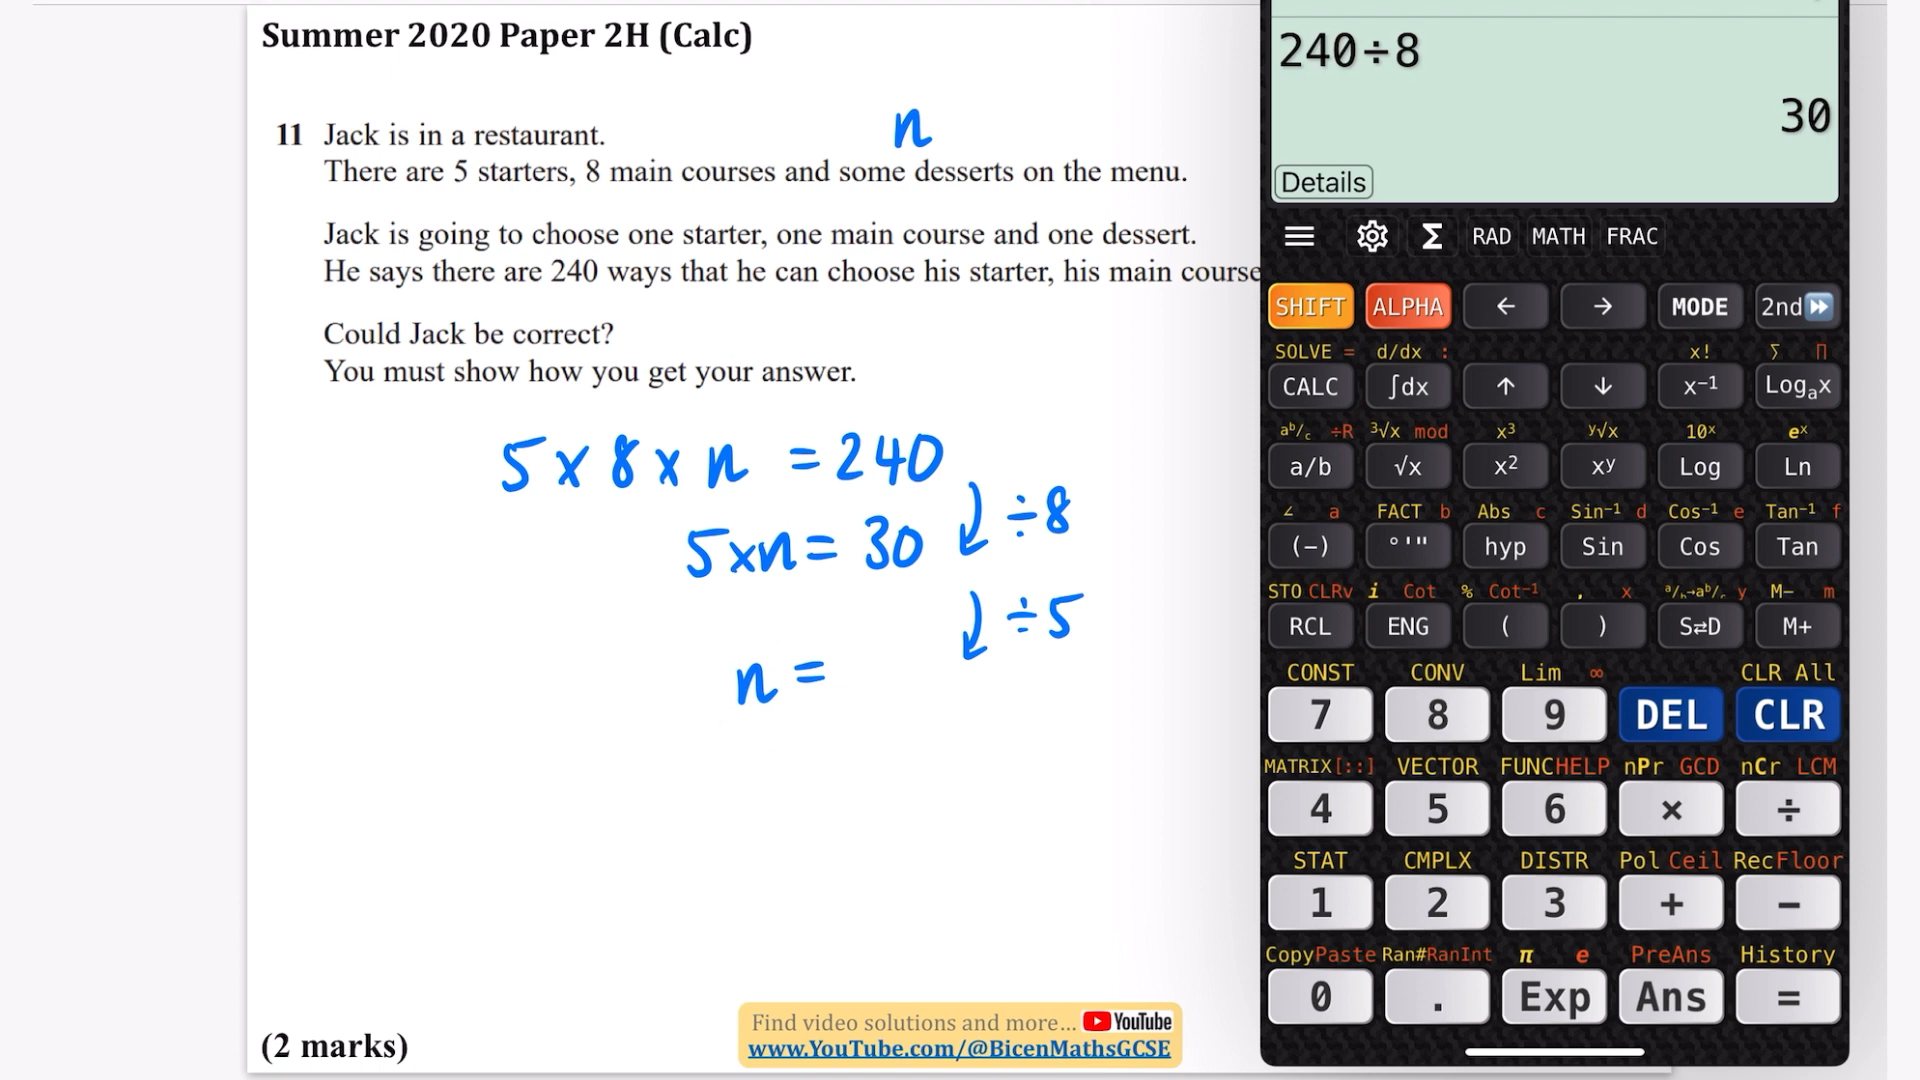 Summer 2020 Paper 2H (Calc)
n
11 Jack is in a restaurant.
There are 5 starters, 8 main courses and some desserts on the menu.
Jack is going to choose one starter, one main course and one dessert.
He says there are 240 ways that he can choose his starter, his main course
Could Jack be correct?
You must show how you get your answer.
5 x 8 x n = 240
÷8
5xn = 30
÷5
n =
(2 marks)
Find video solutions and more... YouTube
www.YouTube.com/@BicenMathsGCSE
240÷8
30
Details
RAD MATH FRAC
SHIFT ALPHA ← → MODE 2nd
SOLVE = d/dx : x! ∑ ∏
CALC ∫dx ↑ ↓ x⁻¹ Logₐx
aᵇ/c ÷R ³√x mod x³ ʸ√x 10ˣ eˣ
a/b √x x² xʸ Log Ln
∠ a FACT b Abs c Sin⁻¹ d Cos⁻¹ e Tan⁻¹ f
(−) °'" hyp Sin Cos Tan
STO CLRv i Cot % Cot⁻¹ , x y M− m
RCL ENG ( ) S⇄D M+
CONST CONV Lim ∞ CLR All
7 8 9 DEL CLR
MATRIX[::] VECTOR FUNCHELP nPr GCD nCr LCM
4 5 6 × ÷
STAT CMPLX DISTR Pol Ceil RecFloor
1 2 3 + −
CopyPaste Ran#RanInt π e PreAns History
0 . Exp Ans =